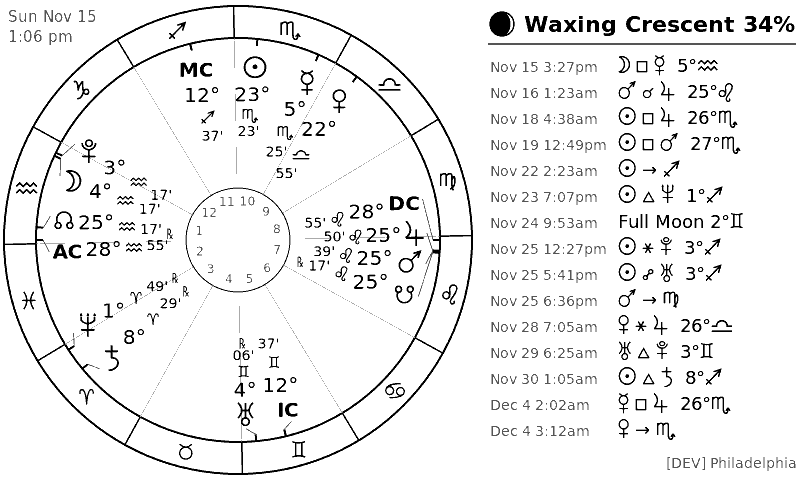 Sun Nov 15
1:06 pm
Waxing Crescent 34%
Nov 15 3:27pm ☽ □ ☿ 5°♒
Nov 16 1:23am ♂ ☌ ♃ 25°♌
Nov 18 4:38am ☉ □ ♃ 26°♏
Nov 19 12:49pm ☉ □ ♂ 27°♏
Nov 22 2:23am ☉ → ♐
Nov 23 7:07pm ☉ △ ♆ 1°♐
Nov 24 9:53am Full Moon 2°♊
Nov 25 12:27pm ☉ ⚹ ♇ 3°♐
Nov 25 5:41pm ☉ ☍ ♅ 3°♐
Nov 25 6:36pm ♂ → ♍
Nov 28 7:05am ♀ ⚹ ♃ 26°♎
Nov 29 6:25am ♅ △ ♇ 3°♊
Nov 30 1:05am ☉ △ ♄ 8°♐
Dec 4 2:02am ☿ □ ♃ 26°♏
Dec 4 3:12am ♀ → ♏
[DEV] Philadelphia
♐
♏
♎
♍
♌
♋
♊
♉
♈
♓
♒
♑
MC 12° ♐ 37'
☉ 23° ♏ 23'
☿ 5° ♏ 25'
♀ 22° ♎ 55'
♇ 3° ♒ 17'
☽ 4° ♒ 17'
☊ 25° ♒ 17' ℞
AC 28° ♒ 55'
♆ 1° ♈ 49' ℞
♄ 8° ♈ 29' ℞
♅ 4° ♊ 06' ℞
IC 12° ♊ 37'
DC 28° ♌ 55'
♃ 25° ♌ 50'
♂ 25° ♌ 39'
☋ 25° ♌ 17' ℞
1
2
3
4
5
6
7
8
9
10
11
12